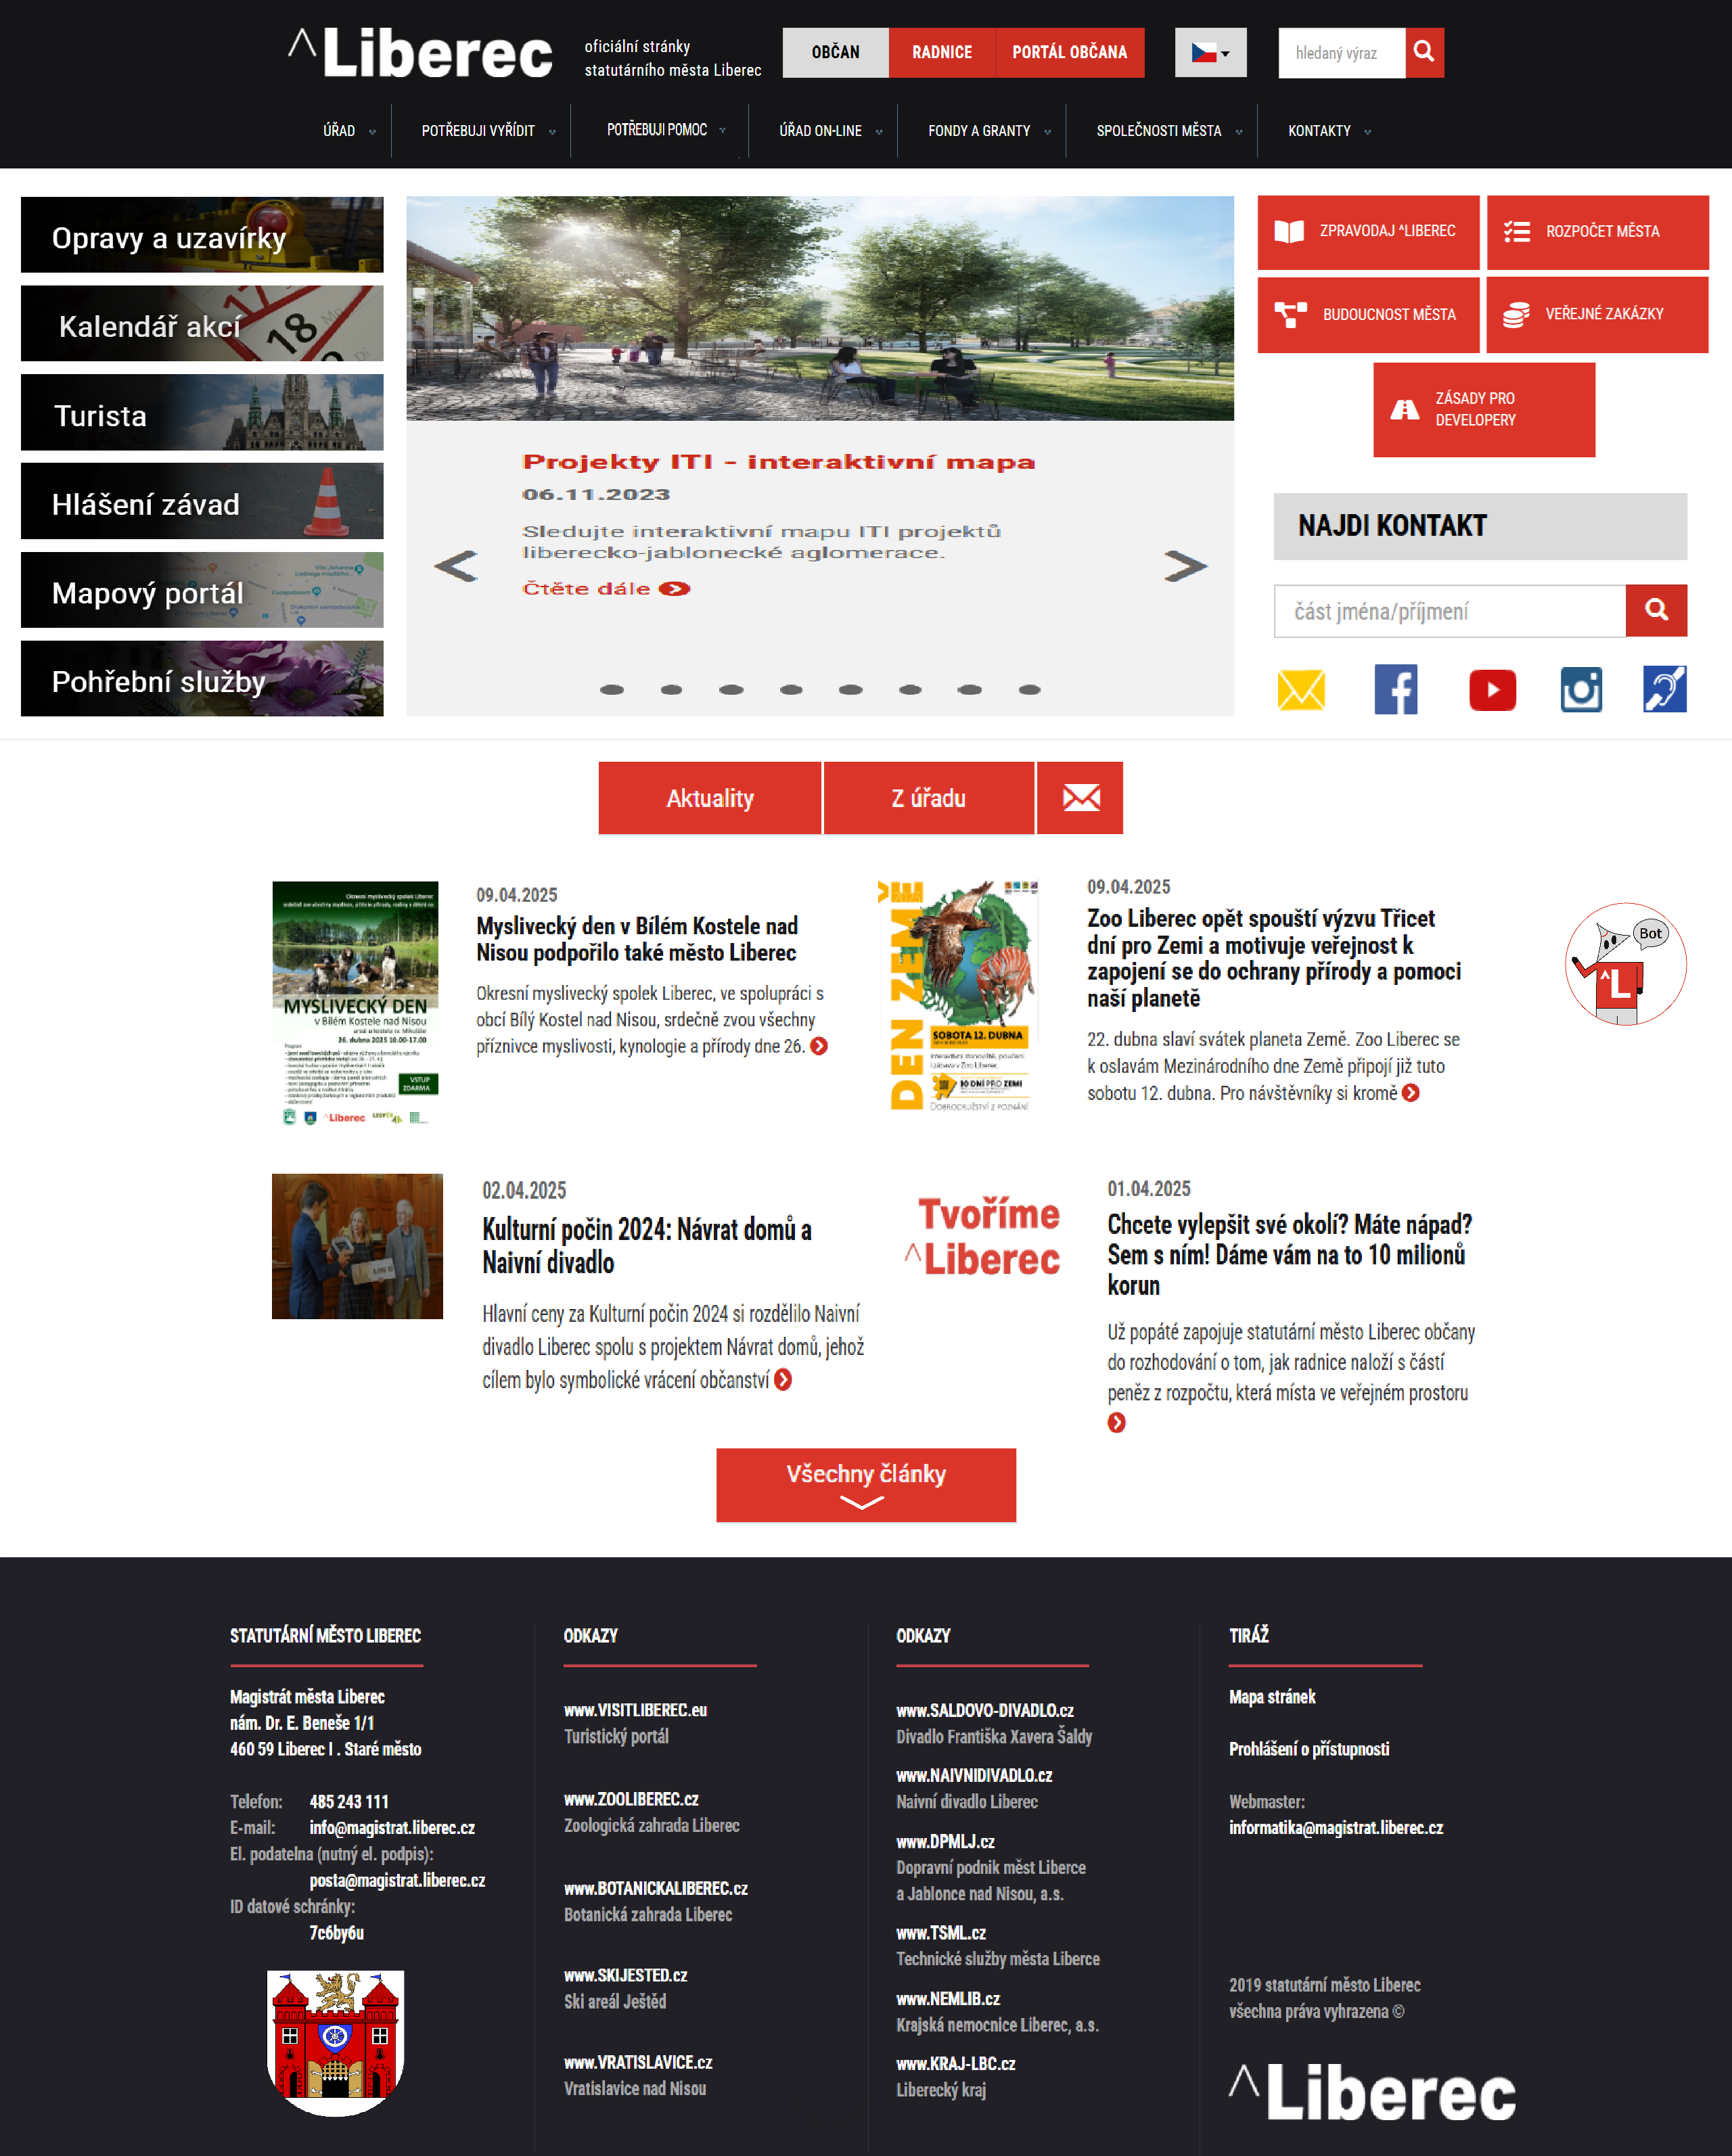 ^Liberec
oficiální stránky
statutárního města Liberec
OBČAN
RADNICE
PORTÁL OBČANA
hledaný výraz
ÚŘAD
POTŘEBUJI VYŘÍDIT
POTŘEBUJI POMOC
ÚŘAD ON-LINE
FONDY A GRANTY
SPOLEČNOSTI MĚSTA
KONTAKTY
Opravy a uzavírky
Kalendář akcí
17
18
Turista
Hlášení závad
Mapový portál
Pohřební služby
Projekty ITI - interaktivní mapa
06.11.2023
Sledujte interaktivní mapu ITI projektů
liberecko-jablonecké aglomerace.
Čtěte dále
<
>
ZPRAVODAJ ^LIBEREC
ROZPOČET MĚSTA
BUDOUCNOST MĚSTA
VEŘEJNÉ ZAKÁZKY
ZÁSADY PRO
DEVELOPERY
NAJDI KONTAKT
část jména/příjmení
Aktuality
Z úřadu
MYSLIVECKÝ DEN
v Bílém Kostele nad Nisou
26. dubna 2025 10.00-17.00
VSTUP
ZDARMA
^Liberec
09.04.2025
Myslivecký den v Bílém Kostele nad
Nisou podpořilo také město Liberec
Okresní myslivecký spolek Liberec, ve spolupráci s
obcí Bílý Kostel nad Nisou, srdečně zvou všechny
příznivce myslivosti, kynologie a přírody dne 26.
DEN ZEMĚ
SOBOTA 12. DUBNA
30 DNÍ PRO ZEMI
DOBRODRUŽSTVÍ Z POZNÁNÍ
09.04.2025
Zoo Liberec opět spouští výzvu Třicet
dní pro Zemi a motivuje veřejnost k
zapojení se do ochrany přírody a pomoci
naší planetě
22. dubna slaví svátek planeta Země. Zoo Liberec se
k oslavám Mezinárodního dne Země připojí již tuto
sobotu 12. dubna. Pro návštěvníky si kromě
Bot
^L
02.04.2025
Kulturní počin 2024: Návrat domů a
Naivní divadlo
Hlavní ceny za Kulturní počin 2024 si rozdělilo Naivní
divadlo Liberec spolu s projektem Návrat domů, jehož
cílem bylo symbolické vrácení občanství
Tvoříme
^Liberec
01.04.2025
Chcete vylepšit své okolí? Máte nápad?
Sem s ním! Dáme vám na to 10 milionů
korun
Už popáté zapojuje statutární město Liberec občany
do rozhodování o tom, jak radnice naloží s částí
peněz z rozpočtu, která místa ve veřejném prostoru
Všechny články
STATUTÁRNÍ MĚSTO LIBEREC
Magistrát města Liberec
nám. Dr. E. Beneše 1/1
460 59 Liberec I . Staré město
Telefon: 485 243 111
E-mail: info@magistrat.liberec.cz
El. podatelna (nutný el. podpis):
posta@magistrat.liberec.cz
ID datové schránky:
7c6by6u
ODKAZY
www.VISITLIBEREC.eu
Turistický portál
www.ZOOLIBEREC.cz
Zoologická zahrada Liberec
www.BOTANICKALIBEREC.cz
Botanická zahrada Liberec
www.SKIJESTED.cz
Ski areál Ještěd
www.VRATISLAVICE.cz
Vratislavice nad Nisou
ODKAZY
www.SALDOVO-DIVADLO.cz
Divadlo Františka Xavera Šaldy
www.NAIVNIDIVADLO.cz
Naivní divadlo Liberec
www.DPMLJ.cz
Dopravní podnik měst Liberce
a Jablonce nad Nisou, a.s.
www.TSML.cz
Technické služby města Liberce
www.NEMLIB.cz
Krajská nemocnice Liberec, a.s.
www.KRAJ-LBC.cz
Liberecký kraj
TIRÁŽ
Mapa stránek
Prohlášení o přístupnosti
Webmaster:
informatika@magistrat.liberec.cz
2019 statutární město Liberec
všechna práva vyhrazena ©
^Liberec